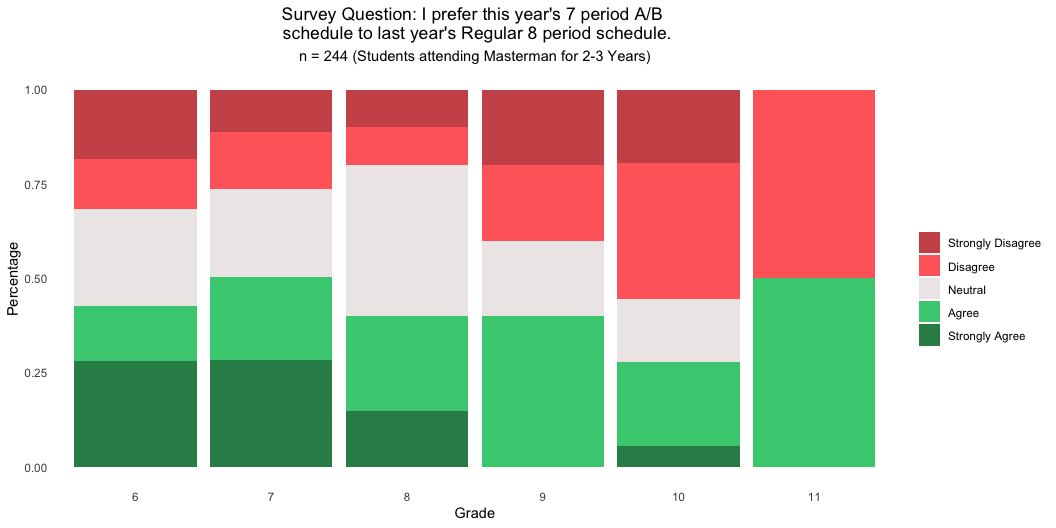 Survey Question: I prefer this year's 7 period A/B
schedule to last year's Regular 8 period schedule.
n = 244 (Students attending Masterman for 2-3 Years)
1.00
0.75
0.50
0.25
0.00
Percentage
6
7
8
9
10
11
Grade
Strongly Disagree
Disagree
Neutral
Agree
Strongly Agree